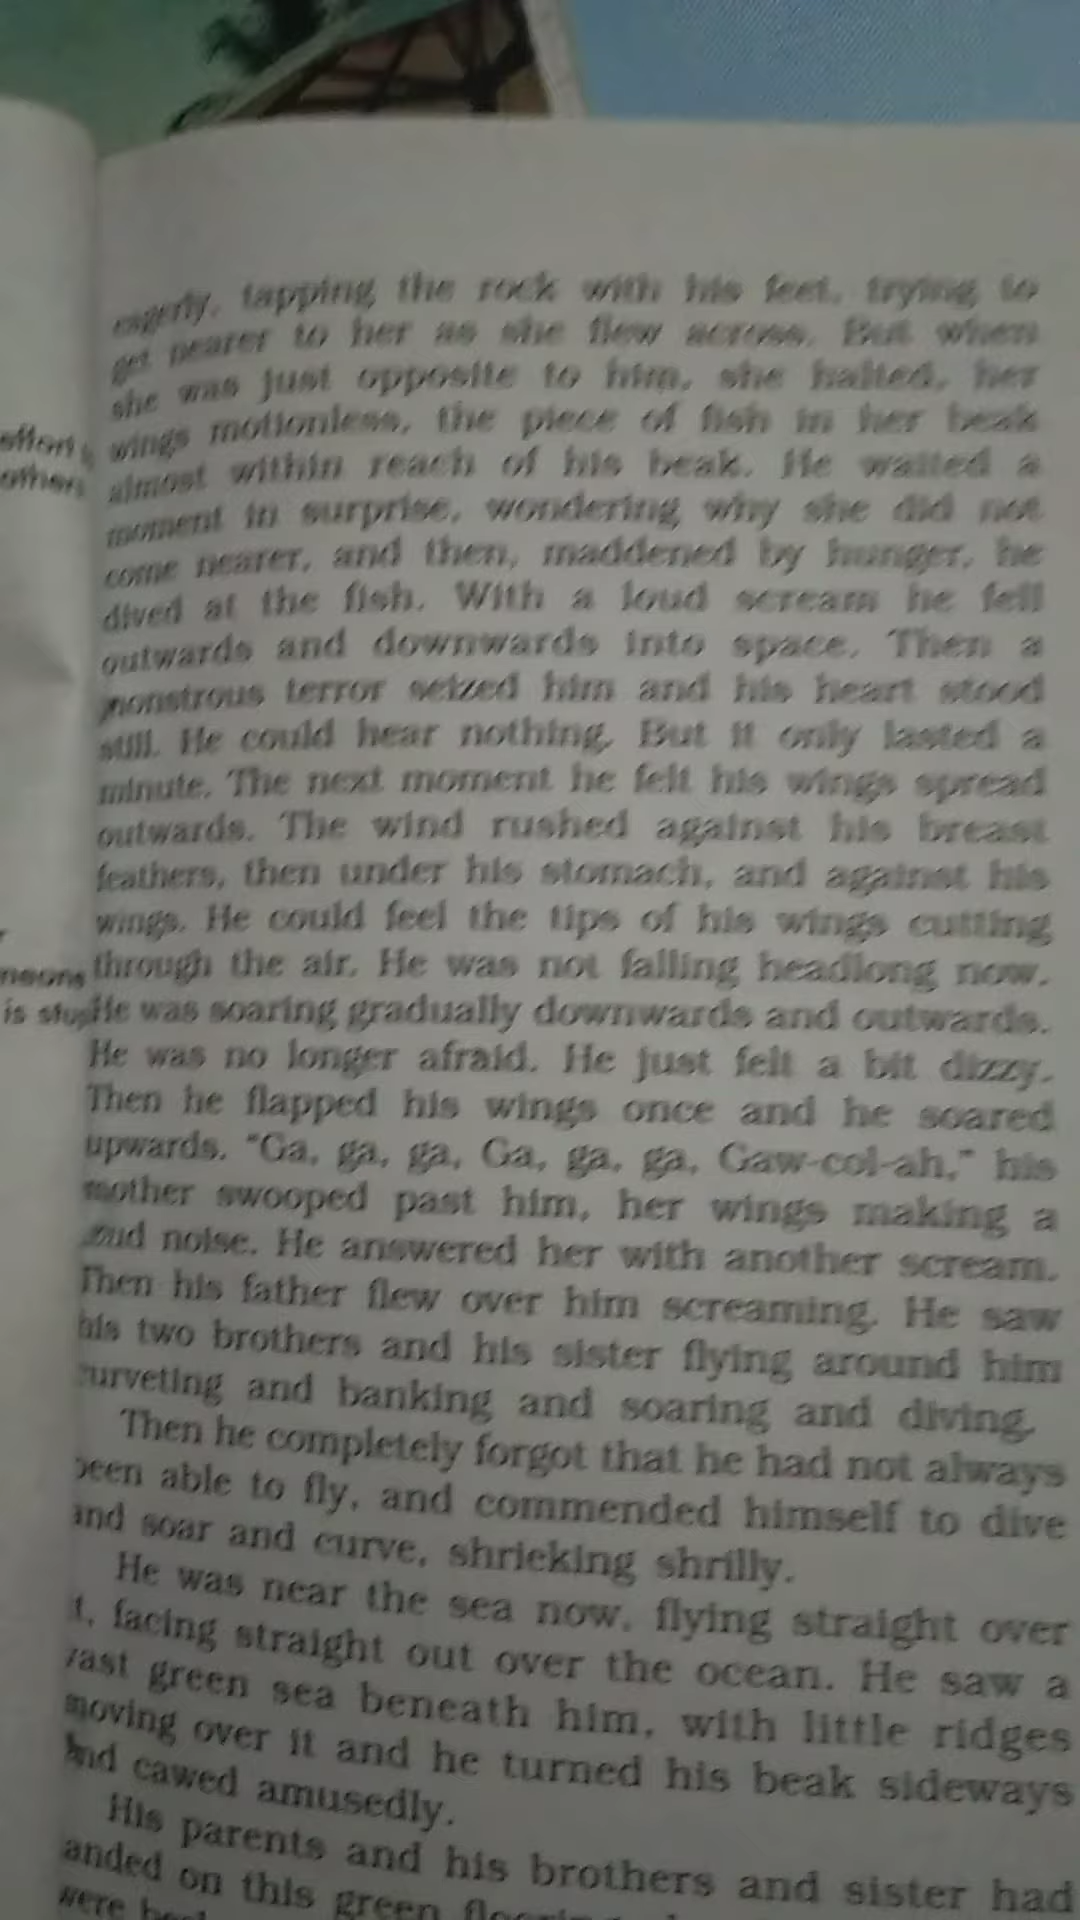 eagerly, tapping the rock with his feet, trying to
get nearer to her as she flew across. But when
she was just opposite to him, she halted, her
wings motionless, the piece of fish in her beak
almost within reach of his beak. He waited a
moment in surprise, wondering why she did not
come nearer, and then, maddened by hunger, he
dived at the fish. With a loud scream he fell
outwards and downwards into space. Then a
monstrous terror seized him and his heart stood
still. He could hear nothing. But it only lasted a
minute. The next moment he felt his wings spread
outwards. The wind rushed against his breast
feathers, then under his stomach, and against his
wings. He could feel the tips of his wings cutting
through the air. He was not falling headlong now.
He was soaring gradually downwards and outwards.
He was no longer afraid. He just felt a bit dizzy.
Then he flapped his wings once and he soared
upwards. "Ga, ga, ga, Ga, ga, ga, Gaw-col-ah," his
mother swooped past him, her wings making a
loud noise. He answered her with another scream.
Then his father flew over him screaming. He saw
his two brothers and his sister flying around him
curveting and banking and soaring and diving.
Then he completely forgot that he had not always
been able to fly, and commended himself to dive
and soar and curve, shrieking shrilly.
He was near the sea now, flying straight over
it, facing straight out over the ocean. He saw a
vast green sea beneath him, with little ridges
moving over it and he turned his beak sideways
and cawed amusedly.
His parents and his brothers and sister had
landed on this green
were